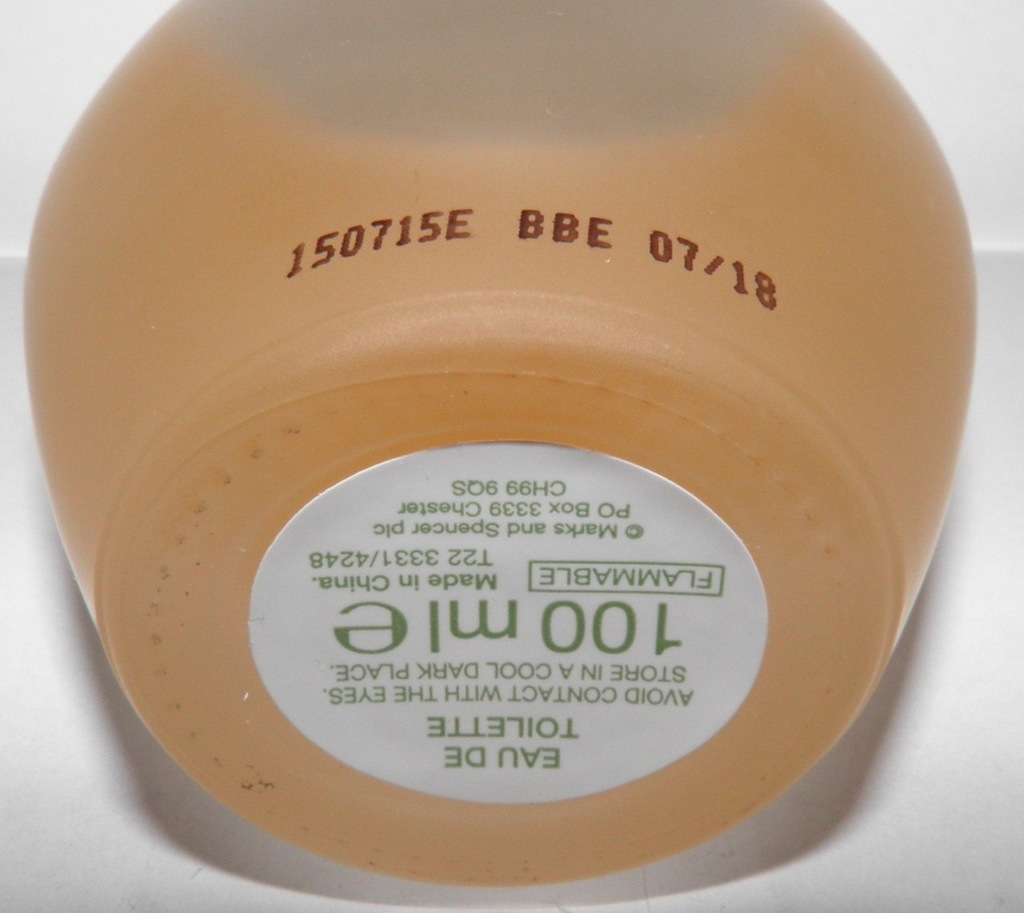 150715E BBE 07/18
EAU DE
TOILETTE
AVOID CONTACT WITH THE EYES.
STORE IN A COOL DARK PLACE.
100 ml e
FLAMMABLE Made in China.
T22 3331/4248
© Marks and Spencer plc
PO Box 3339 Chester
CH99 9QS